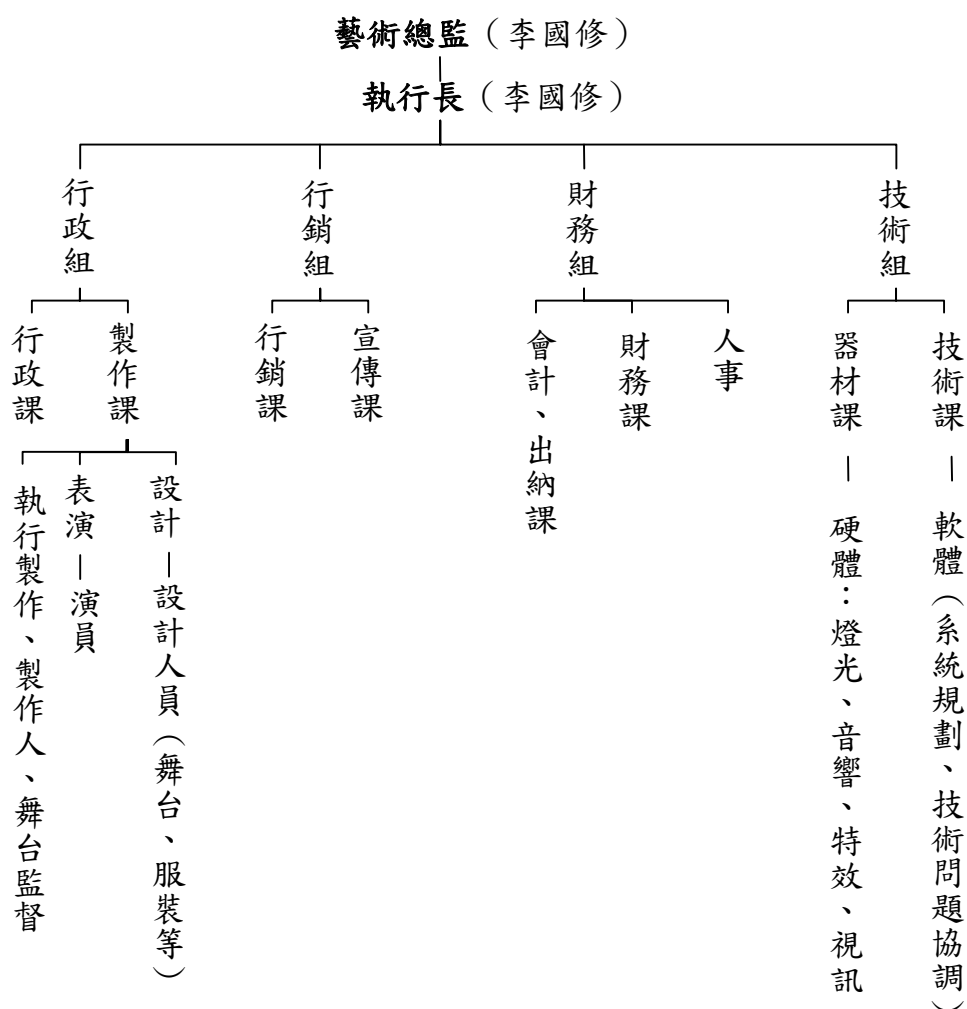 藝術總監（李國修）
執行長（李國修）
行政組
行銷組
財務組
技術組
行政課
製作課
行銷課
宣傳課
會計、出納課
財務課
人事
器材課｜硬體：燈光、音響、特效、視訊
技術課｜軟體（系統規劃、技術問題協調）
執行製作、製作人、舞台監督
表演｜演員
設計｜設計人員（舞台、服裝等）